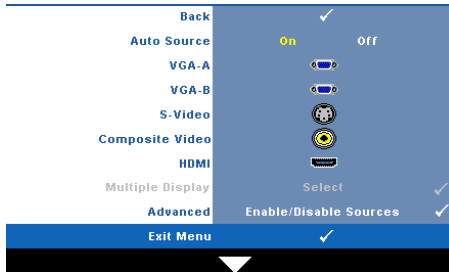 Back
Auto Source On Off
VGA-A
VGA-B
S-Video
Composite Video
HDMI
Multiple Display Select
Advanced Enable/Disable Sources
Exit Menu